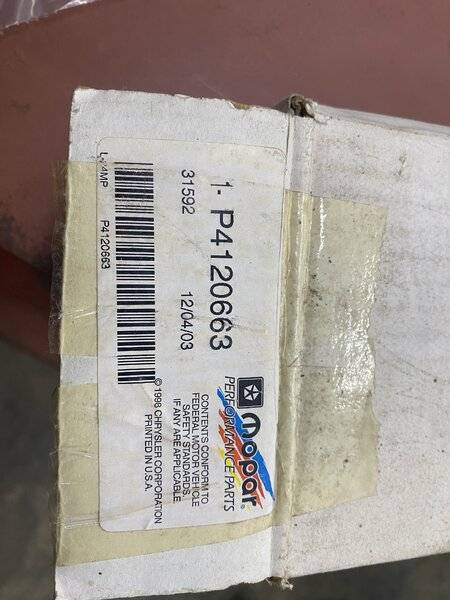 1- P4120663
31592 12/04/03
P4120663
Mopar
PERFORMANCE PARTS
CONTENTS CONFORM TO
FEDERAL MOTOR VEHICLE
SAFETY STANDARDS.
IF ANY ARE APPLICABLE.
© 1998 CHRYSLER CORPORATION
PRINTED IN U.S.A.